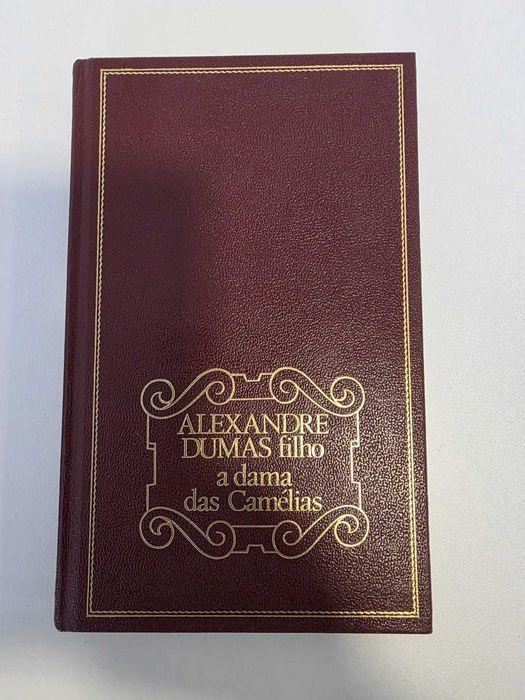 ALEXANDRE
DUMAS filho
a dama
das Camélias